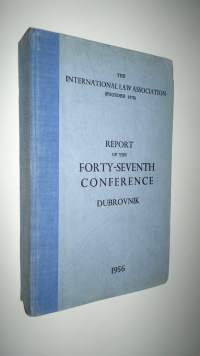 THE
INTERNATIONAL LAW ASSOCIATION
(FOUNDED 1873)
REPORT
OF THE
FORTY-SEVENTH
CONFERENCE
DUBROVNIK
1956